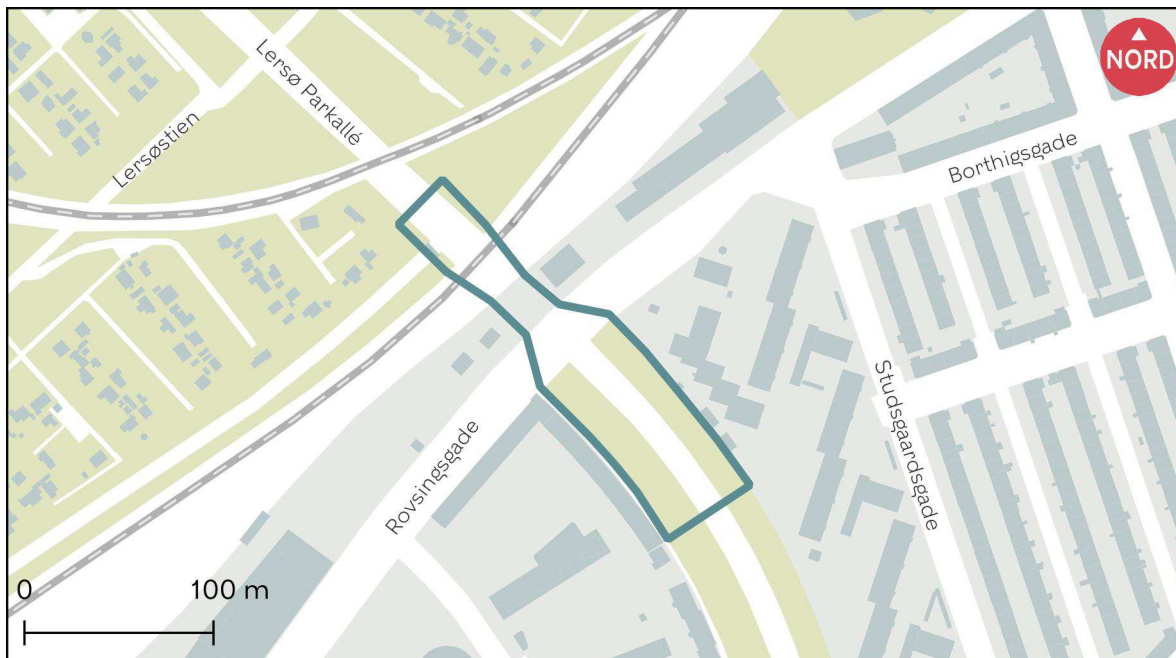 NORD
Lersø Parkallé
Lersøstien
Borthigsgade
Studsgaardsgade
Rovsingsgade
0 100 m